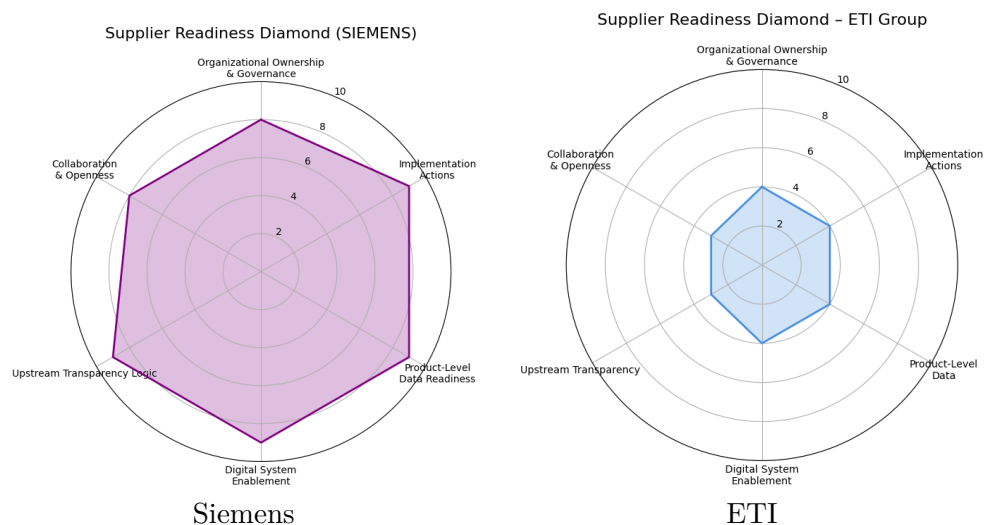 Supplier Readiness Diamond (SIEMENS)
Organizational Ownership
& Governance
10
8
6
4
2
Collaboration
& Openness
Implementation
Actions
Upstream Transparency Logic
Product-Level
Data Readiness
Digital System
Enablement
Siemens
Supplier Readiness Diamond – ETI Group
Organizational Ownership
& Governance
10
8
6
4
2
Collaboration
& Openness
Implementation
Actions
Upstream Transparency
Product-Level
Data
Digital System
Enablement
ETI